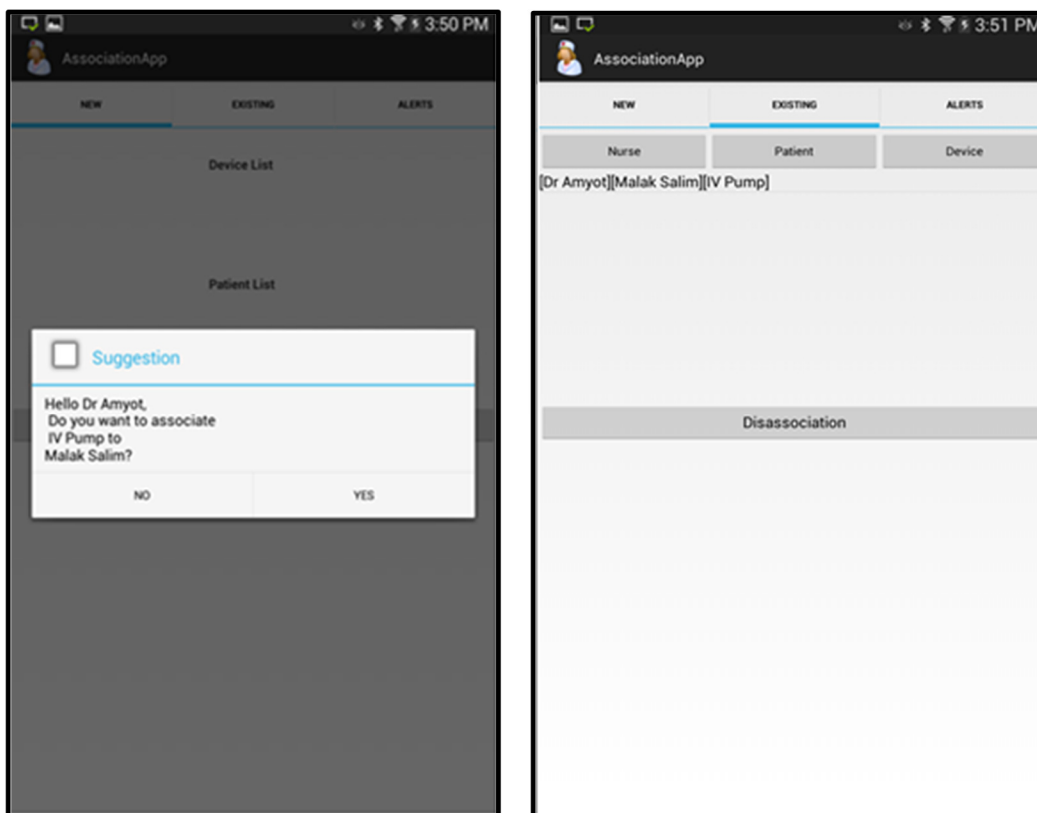 3:50 PM
AssociationApp
NEW EXISTING ALERTS
Device List
Patient List
Suggestion
Hello Dr Amyot,
Do you want to associate
IV Pump to
Malak Salim?
NO YES
3:51 PM
AssociationApp
NEW EXISTING ALERTS
Nurse Patient Device
[Dr Amyot][Malak Salim][IV Pump]
Disassociation